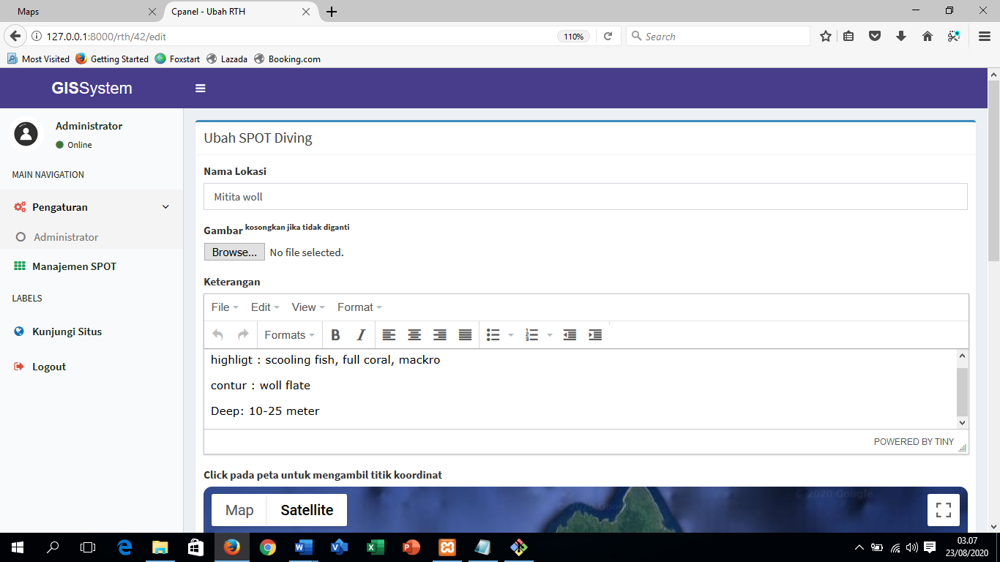 Maps
Cpanel - Ubah RTH
127.0.0.1:8000/rth/42/edit
110%
Search
Most Visited
Getting Started
Foxstart
Lazada
Booking.com
GISSystem
Administrator
Online
MAIN NAVIGATION
Pengaturan
Administrator
Manajemen SPOT
LABELS
Kunjungi Situs
Logout
Ubah SPOT Diving
Nama Lokasi
Mitita woll
Gambar kosongkan jika tidak diganti
Browse... No file selected.
Keterangan
File Edit View Format
Formats B I
highligt : scooling fish, full coral, mackro
contur : woll flate
Deep: 10-25 meter
POWERED BY TINY
Click pada peta untuk mengambil titik koordinat
Map Satellite
© 2020 Google
03.07
23/08/2020